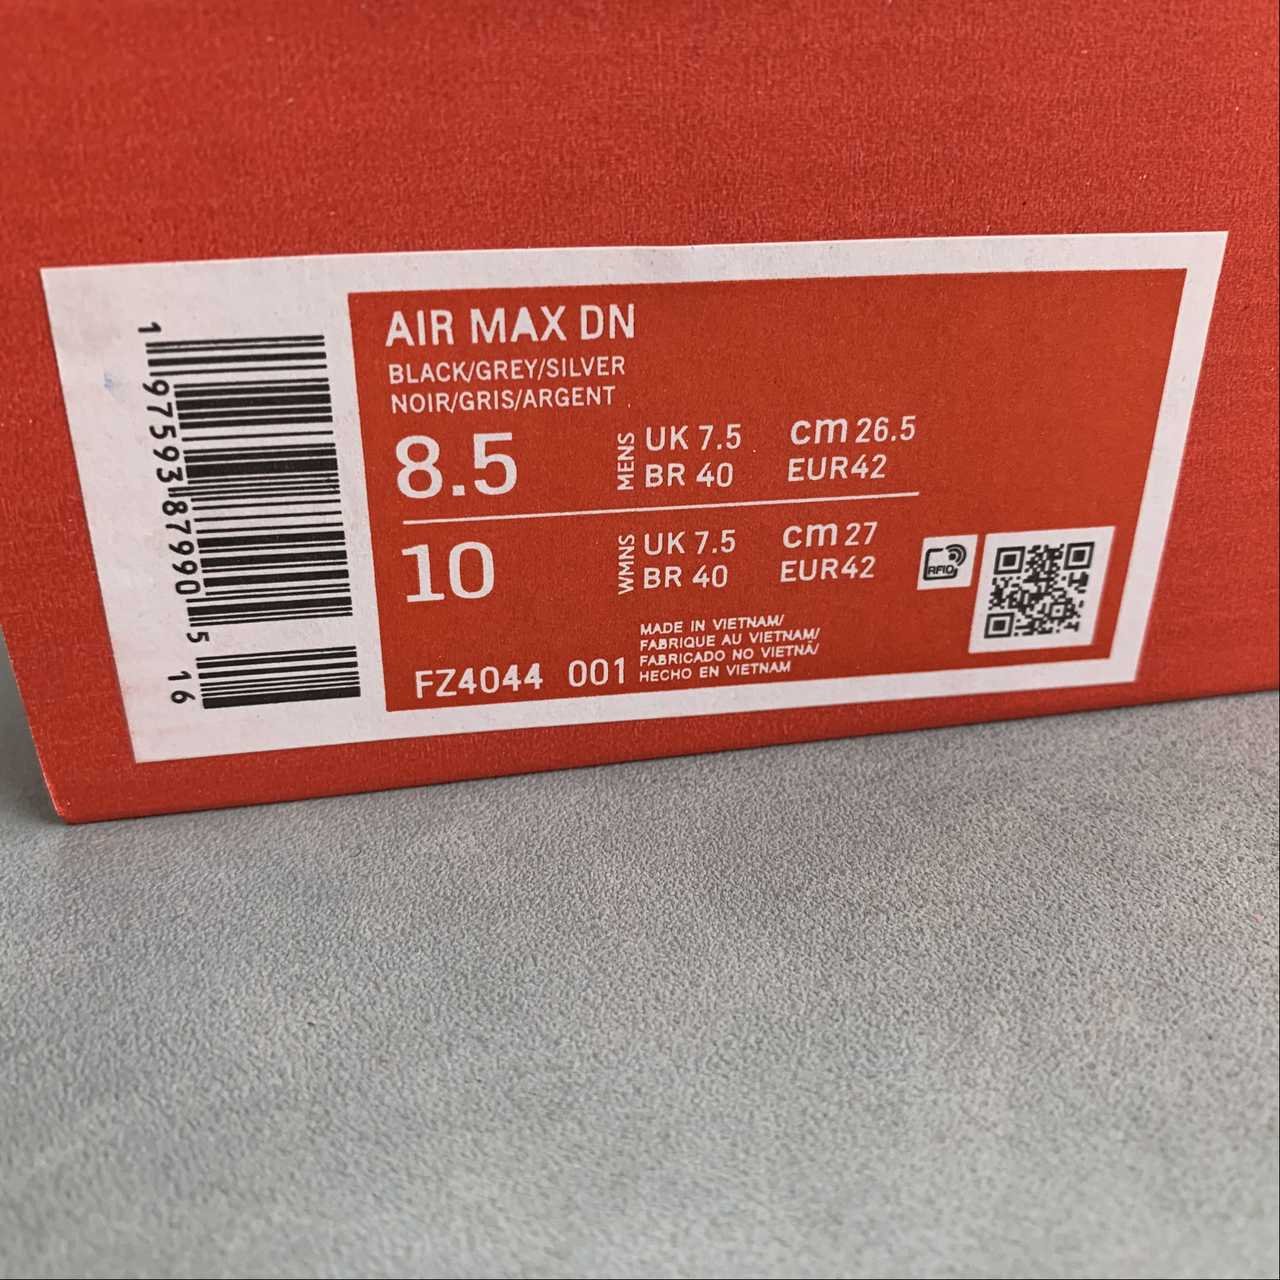 AIR MAX DN
BLACK/GREY/SILVER
NOIR/GRIS/ARGENT
8.5 MENS UK 7.5 cm 26.5
BR 40 EUR42
10 WMNS UK 7.5 cm 27
BR 40 EUR42
MADE IN VIETNAM/
FABRIQUE AU VIETNAM/
FABRICADO NO VIETNÃ/
HECHO EN VIETNAM
FZ4044 001
RFID
1 97593 87990 5 16